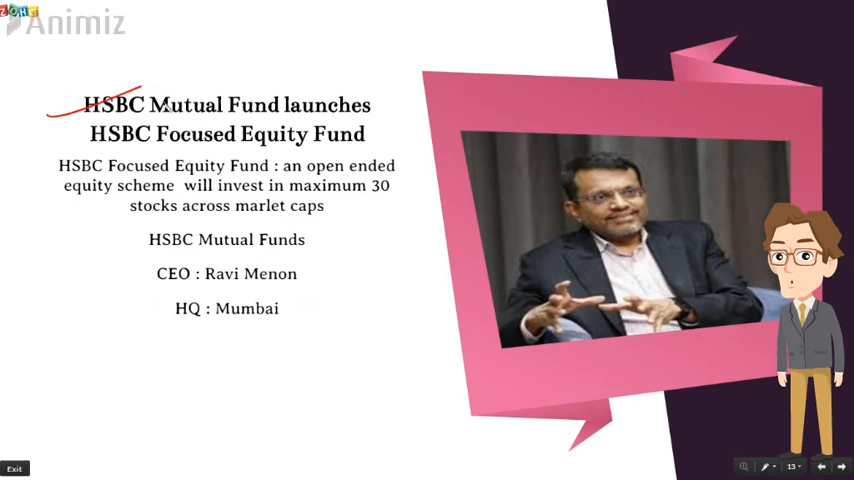 ZOHO
Animiz
HSBC Mutual Fund launches
HSBC Focused Equity Fund
HSBC Focused Equity Fund : an open ended
equity scheme will invest in maximum 30
stocks across marlet caps
HSBC Mutual Funds
CEO : Ravi Menon
HQ : Mumbai
Exit
13